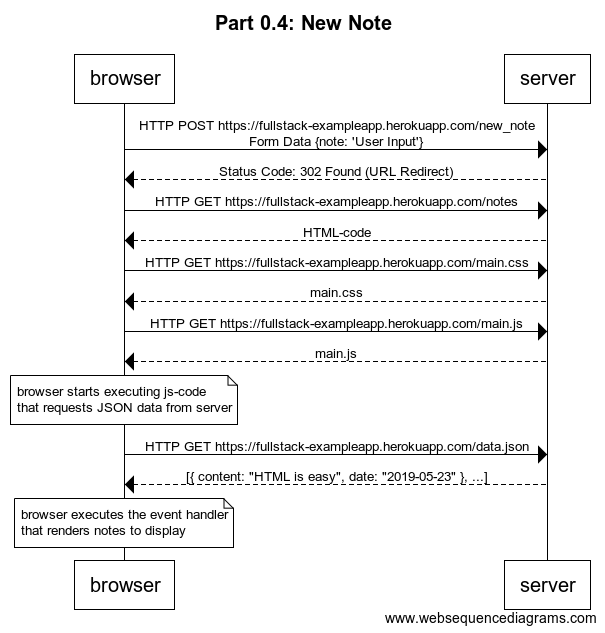 Part 0.4: New Note
browser
server
HTTP POST https://fullstack-exampleapp.herokuapp.com/new_note
Form Data {note: 'User Input'}
Status Code: 302 Found (URL Redirect)
HTTP GET https://fullstack-exampleapp.herokuapp.com/notes
HTML-code
HTTP GET https://fullstack-exampleapp.herokuapp.com/main.css
main.css
HTTP GET https://fullstack-exampleapp.herokuapp.com/main.js
main.js
browser starts executing js-code
that requests JSON data from server
HTTP GET https://fullstack-exampleapp.herokuapp.com/data.json
[{ content: "HTML is easy", date: "2019-05-23" }, ...]
browser executes the event handler
that renders notes to display
browser
server
www.websequencediagrams.com